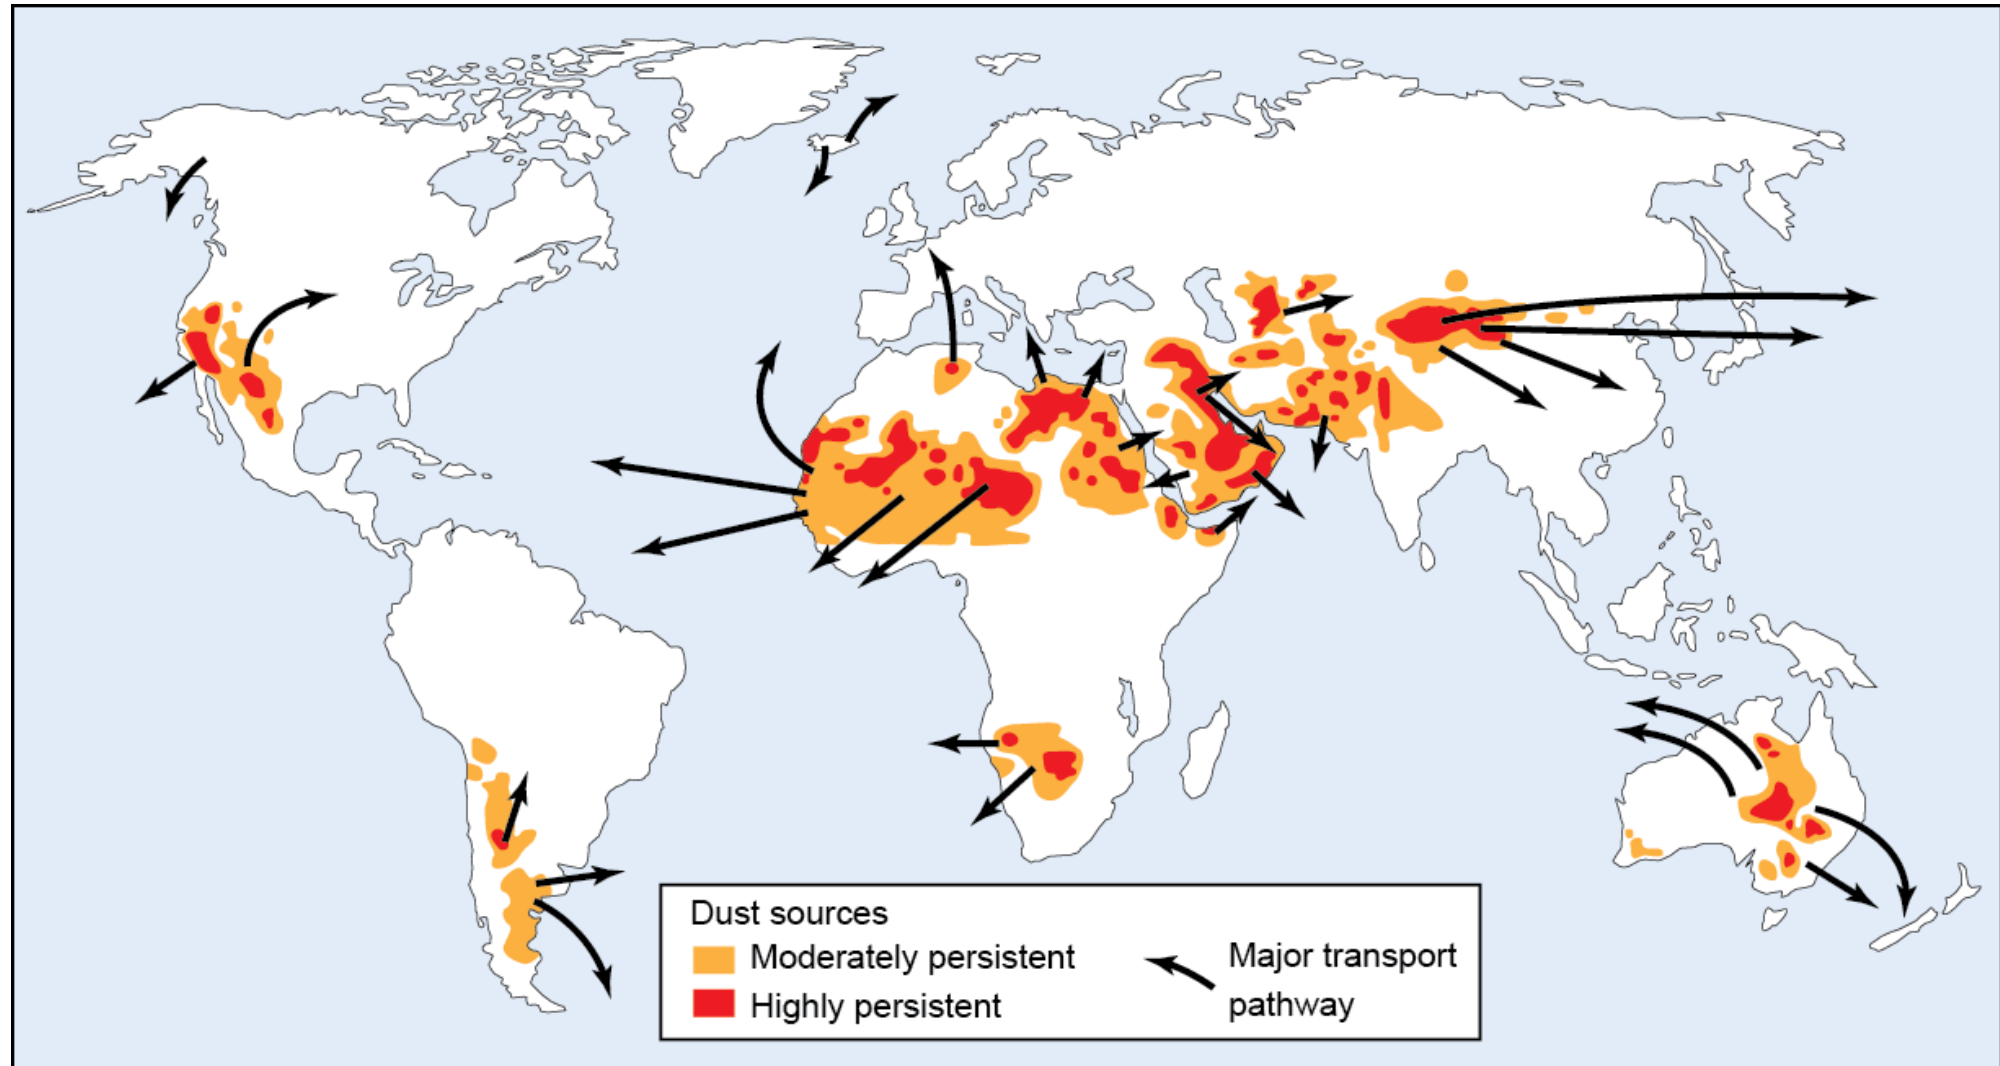 Dust sources
Moderately persistent
Highly persistent
Major transport
pathway